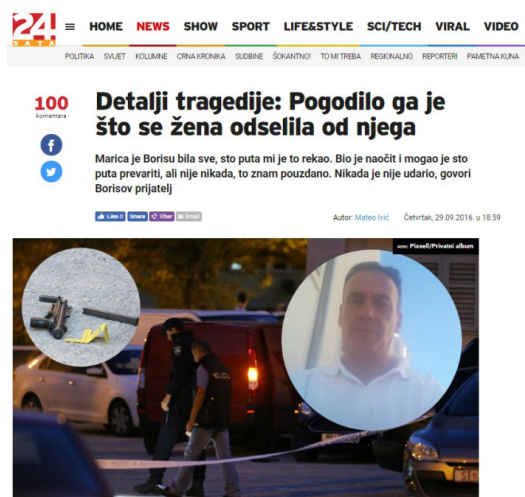 24
SATA
HOME NEWS SHOW SPORT LIFE&STYLE SCI/TECH VIRAL VIDEO
POLITIKA SVIJET KOLUMNE CRNA KRONIKA SUDBINE ŠOKANTNO! TO MI TREBA REGIONALNO REPORTERI PAMETNA KUNA
100
komentara
Detalji tragedije: Pogodilo ga je
što se žena odselila od njega
Marica je Borisu bila sve, sto puta mi je to rekao. Bio je naočit i mogao je sto
puta prevariti, ali nije nikada, to znam pouzdano. Nikada je nije udario, govori
Borisov prijatelj
Like 0 Share Viber Email
Autor: Mateo Ivić Četvrtak, 29.09.2016. u 18:59
FOTO: Pixsell/Privatni album